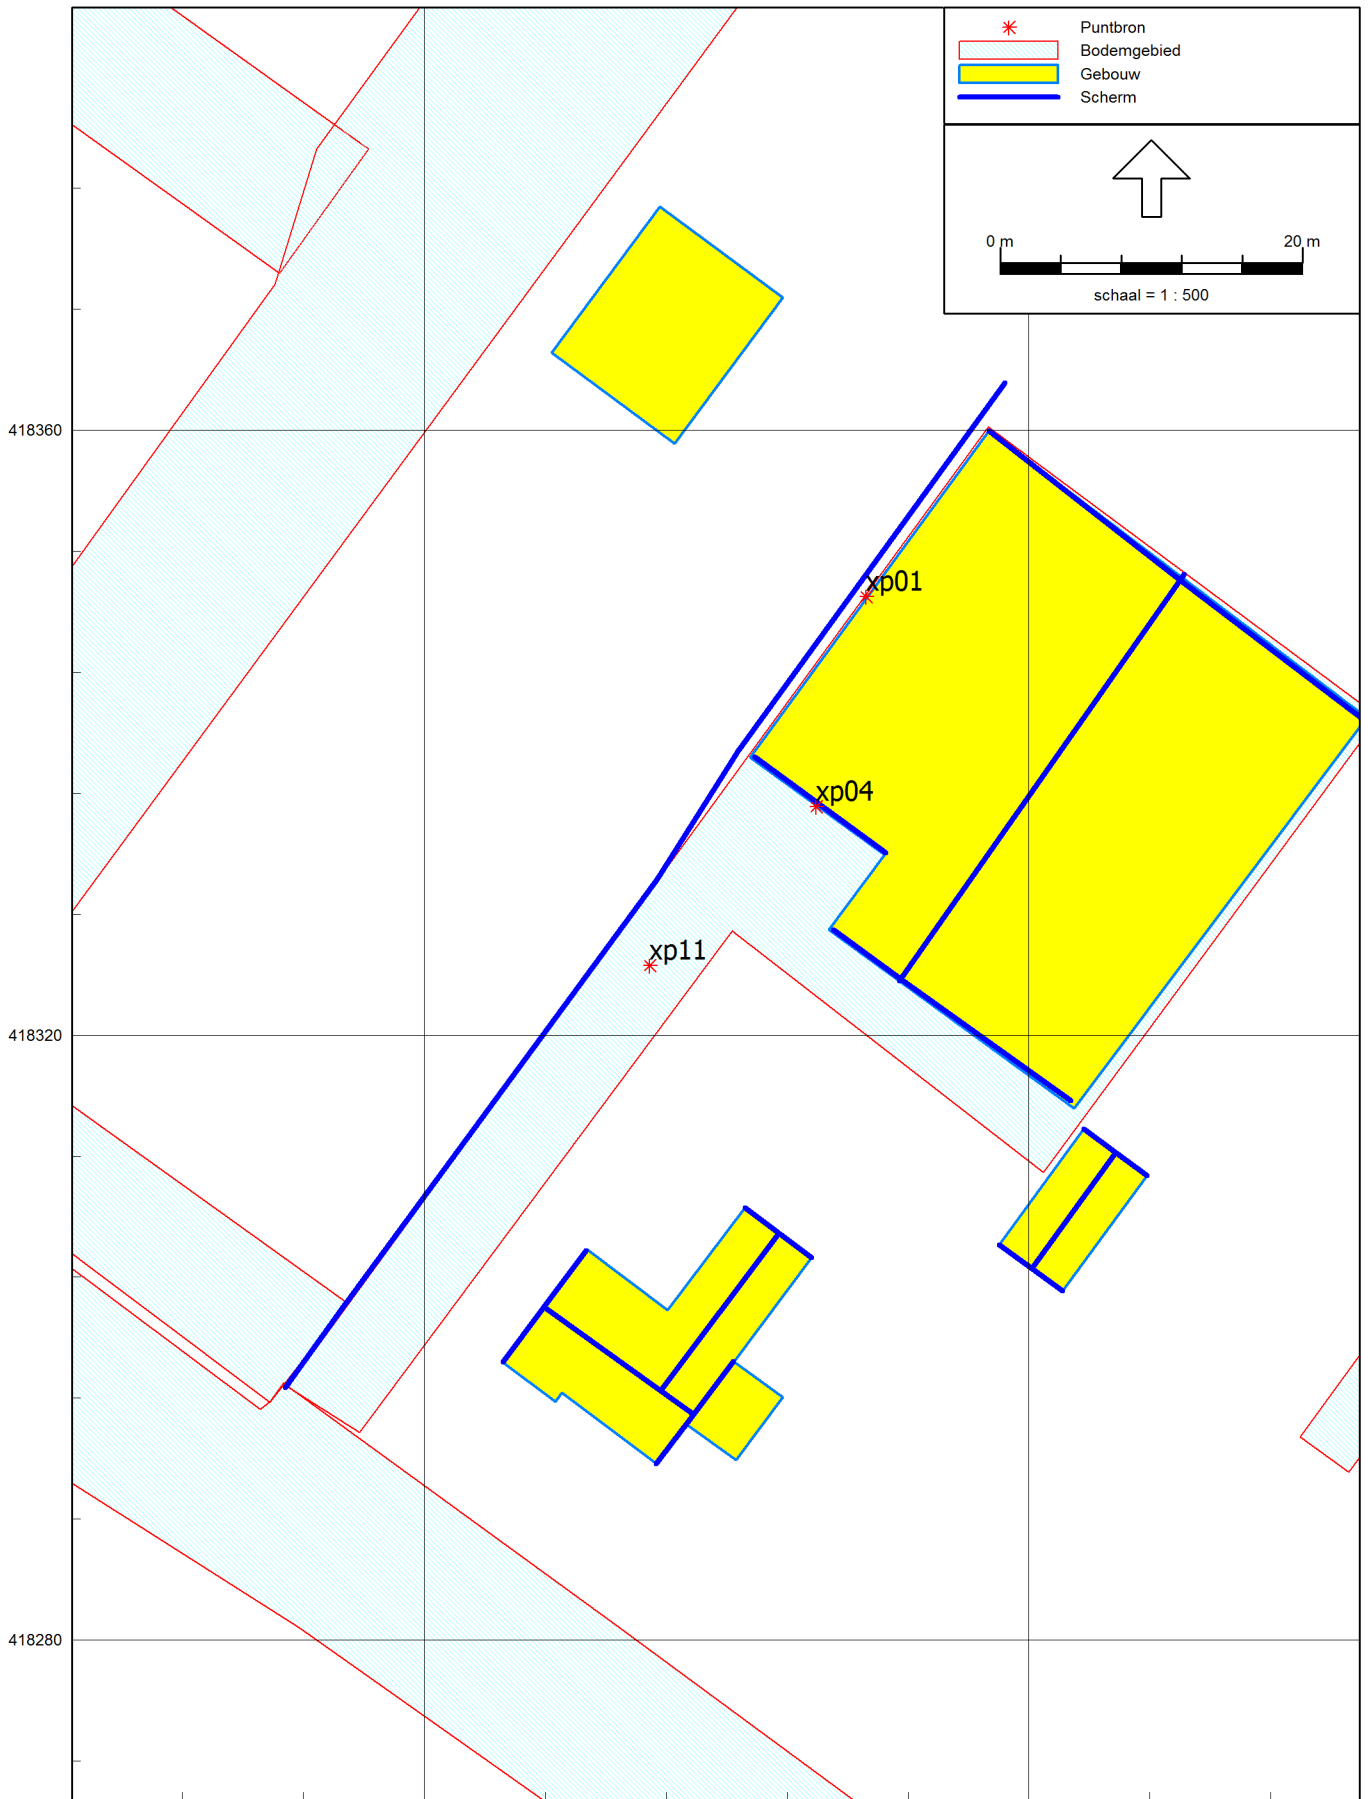 Puntbron
Bodemgebied
Gebouw
Scherm
0 m 20 m
schaal = 1 : 500
418360
xp01
xp04
xp11
418320
418280